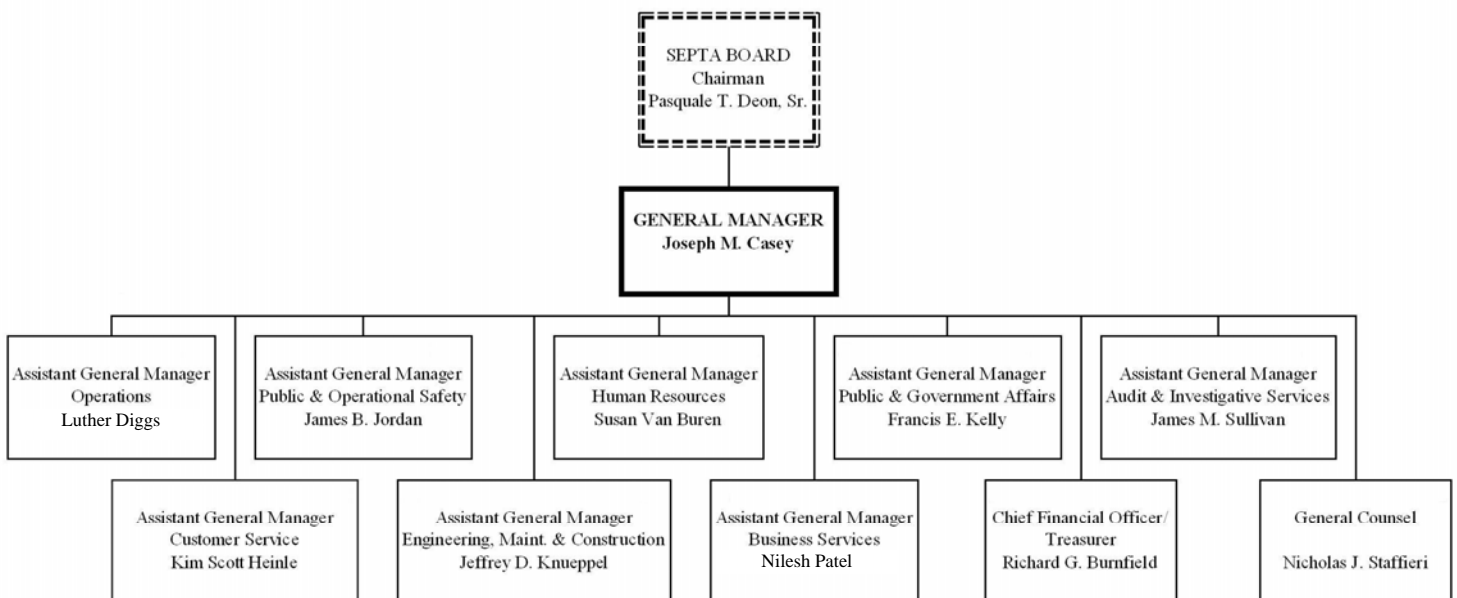 SEPTA BOARD
Chairman
Pasquale T. Deon, Sr.
GENERAL MANAGER
Joseph M. Casey
Assistant General Manager
Operations
Luther Diggs
Assistant General Manager
Public & Operational Safety
James B. Jordan
Assistant General Manager
Human Resources
Susan Van Buren
Assistant General Manager
Public & Government Affairs
Francis E. Kelly
Assistant General Manager
Audit & Investigative Services
James M. Sullivan
Assistant General Manager
Customer Service
Kim Scott Heinle
Assistant General Manager
Engineering, Maint. & Construction
Jeffrey D. Knueppel
Assistant General Manager
Business Services
Nilesh Patel
Chief Financial Officer/
Treasurer
Richard G. Burnfield
General Counsel
Nicholas J. Staffieri